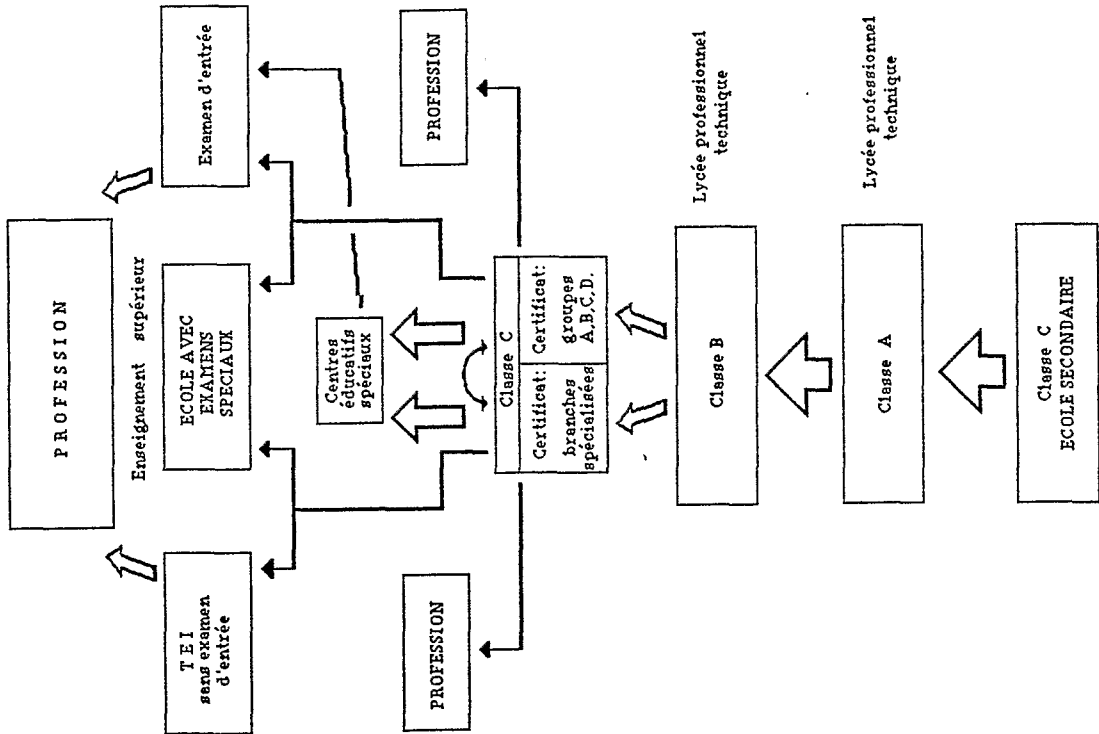 PROFESSION
Enseignement supérieur
TEI
sans examen
d'entrée
ECOLE AVEC
EXAMENS
SPECIAUX
Examen d'entrée
Centres
éducatifs
spéciaux
PROFESSION
PROFESSION
Classe C
Certificat:
branches
spécialisées
Certificat:
groupes
A,B,C,D.
Classe B
Lycée professionnel
technique
Classe A
Lycée professionnel
technique
Classe C
ECOLE SECONDAIRE